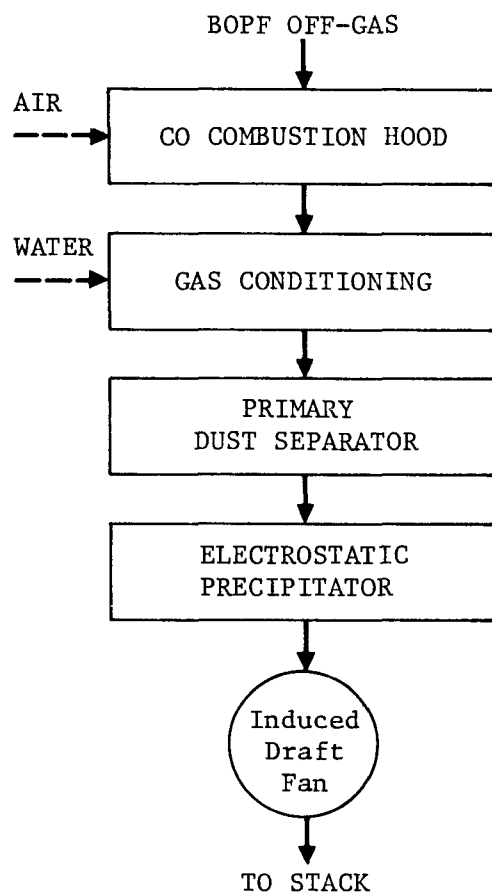 BOPF OFF-GAS
AIR
CO COMBUSTION HOOD
WATER
GAS CONDITIONING
PRIMARY
DUST SEPARATOR
ELECTROSTATIC
PRECIPITATOR
Induced
Draft
Fan
TO STACK